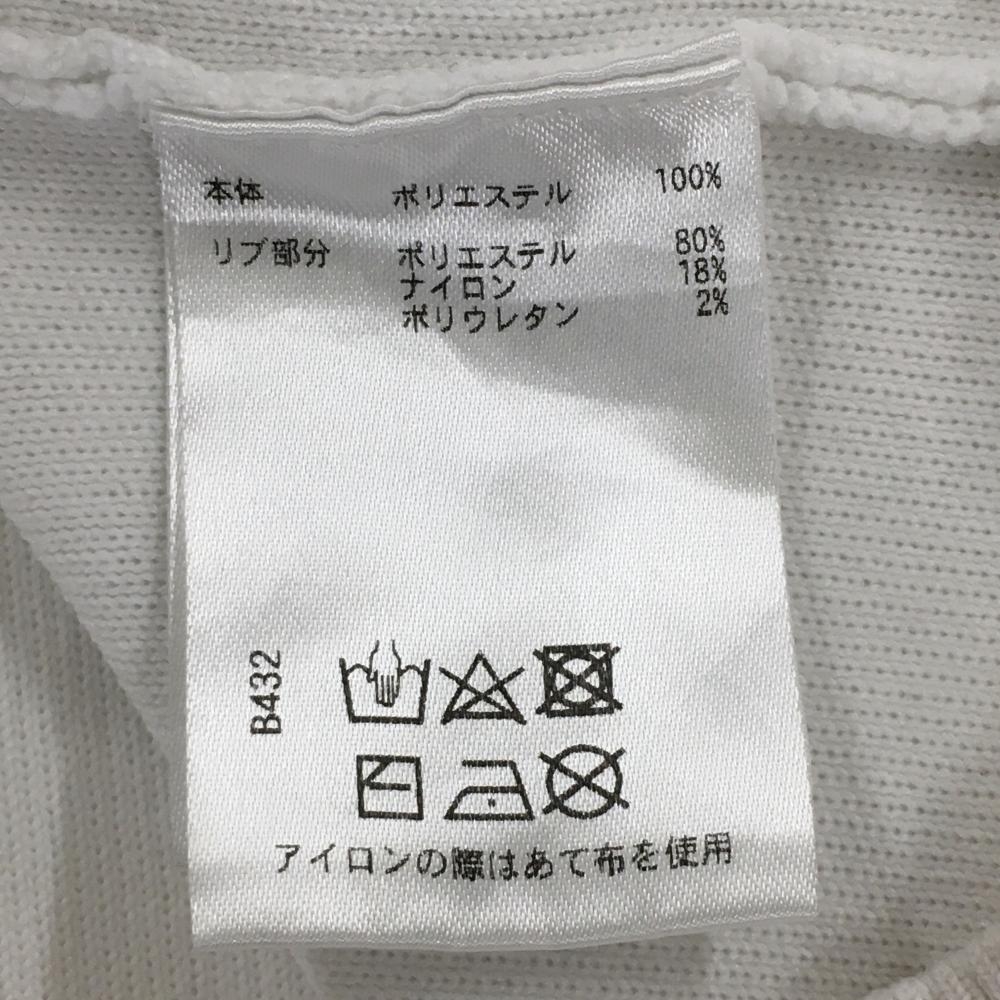 本体 ポリエステル 100%
リブ部分 ポリエステル 80%
ナイロン 18%
ポリウレタン 2%
B432
アイロンの際はあて布を使用